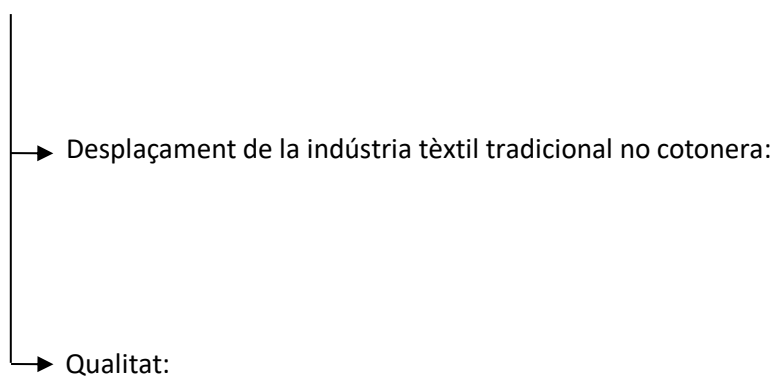 Desplaçament de la indústria tèxtil tradicional no cotonera:
Qualitat: